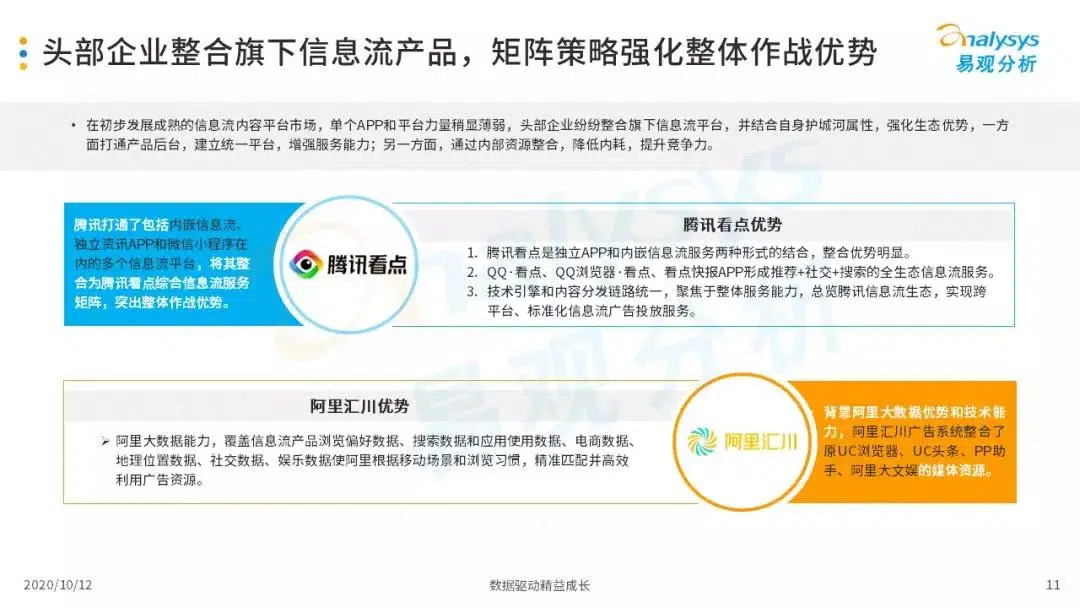 头部企业整合旗下信息流产品，矩阵策略强化整体作战优势
analysys
易观分析
• 在初步发展成熟的信息流内容平台市场，单个APP和平台力量稍显薄弱，头部企业纷纷整合旗下信息流平台，并结合自身护城河属性，强化生态优势，一方
面打通产品后台，建立统一平台，增强服务能力；另一方面，通过内部资源整合，降低内耗，提升竞争力。
腾讯打通了包括内嵌信息流、
独立资讯APP和微信小程序在
内的多个信息流平台，将其整
合为腾讯看点综合信息流服务
矩阵，突出整体作战优势。
腾讯看点
腾讯看点优势
1. 腾讯看点是独立APP和内嵌信息流服务两种形式的结合，整合优势明显。
2. QQ·看点、QQ浏览器·看点、看点快报APP形成推荐+社交+搜索的全生态信息流服务。
3. 技术引擎和内容分发链路统一，聚焦于整体服务能力，总览腾讯信息流生态，实现跨
平台、标准化信息流广告投放服务。
analysys
易观分析
阿里汇川优势
➢ 阿里大数据能力，覆盖信息流产品浏览偏好数据、搜索数据和应用使用数据、电商数据、
地理位置数据、社交数据、娱乐数据使阿里根据移动场景和浏览习惯，精准匹配并高效
利用广告资源。
阿里汇川
背靠阿里大数据优势和技术能
力，阿里汇川广告系统整合了
原UC浏览器、UC头条、PP助
手、阿里大文娱的媒体资源。
2020/10/12
数据驱动精益成长
11